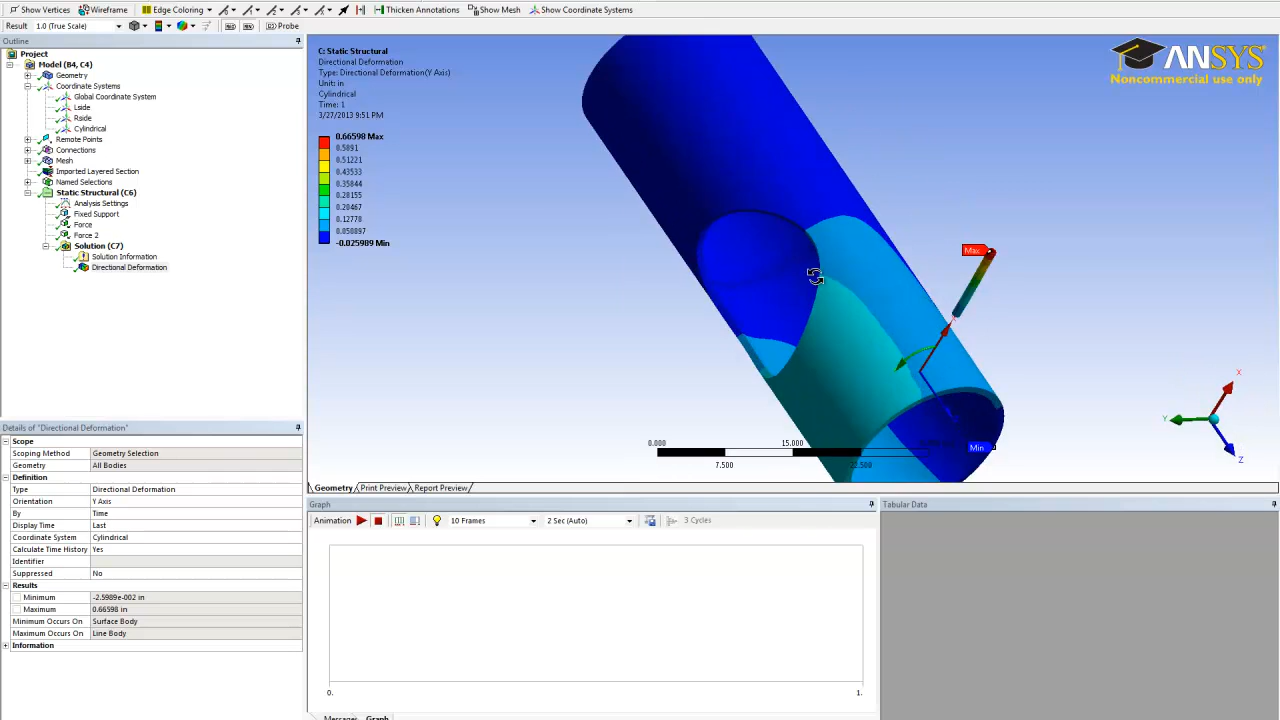 Show Vertices Wireframe Edge Coloring Thicken Annotations Show Mesh Show Coordinate Systems
Result 1.0 (True Scale) Probe
Outline
Project
Model (B4, C4)
Geometry
Coordinate Systems
Global Coordinate System
Lside
Rside
Cylindrical
Remote Points
Connections
Mesh
Imported Layered Section
Named Selections
Static Structural (C6)
Analysis Settings
Fixed Support
Force
Force 2
Solution (C7)
Solution Information
Directional Deformation
Details of "Directional Deformation"
Scope
Scoping Method Geometry Selection
Geometry All Bodies
Definition
Type Directional Deformation
Orientation Y Axis
By Time
Display Time Last
Coordinate System Cylindrical
Calculate Time History Yes
Identifier
Suppressed No
Results
Minimum -2.5989e-002 in
Maximum 0.66598 in
Minimum Occurs On Surface Body
Maximum Occurs On Line Body
Information
C: Static Structural
Directional Deformation
Type: Directional Deformation(Y Axis)
Unit: in
Cylindrical
Time: 1
3/27/2013 9:51 PM
0.66598 Max
0.5891
0.51221
0.43533
0.35844
0.28155
0.20467
0.12778
0.050897
-0.025989 Min
ANSYS
Noncommercial use only
Max
Min
X
Y
Z
0.000 15.000
7.500 22.500
Geometry Print Preview Report Preview
Graph
Animation 10 Frames 2 Sec (Auto) 3 Cycles
0. 1.
Messages Graph
Tabular Data